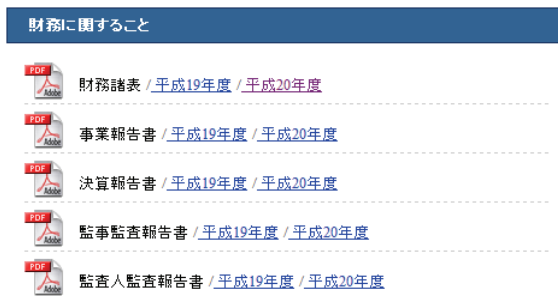 財務に関すること
PDF Adobe 財務諸表 / 平成19年度 / 平成20年度
PDF Adobe 事業報告書 / 平成19年度 / 平成20年度
PDF Adobe 決算報告書 / 平成19年度 / 平成20年度
PDF Adobe 監事監査報告書 / 平成19年度 / 平成20年度
PDF Adobe 監査人監査報告書 / 平成19年度 / 平成20年度